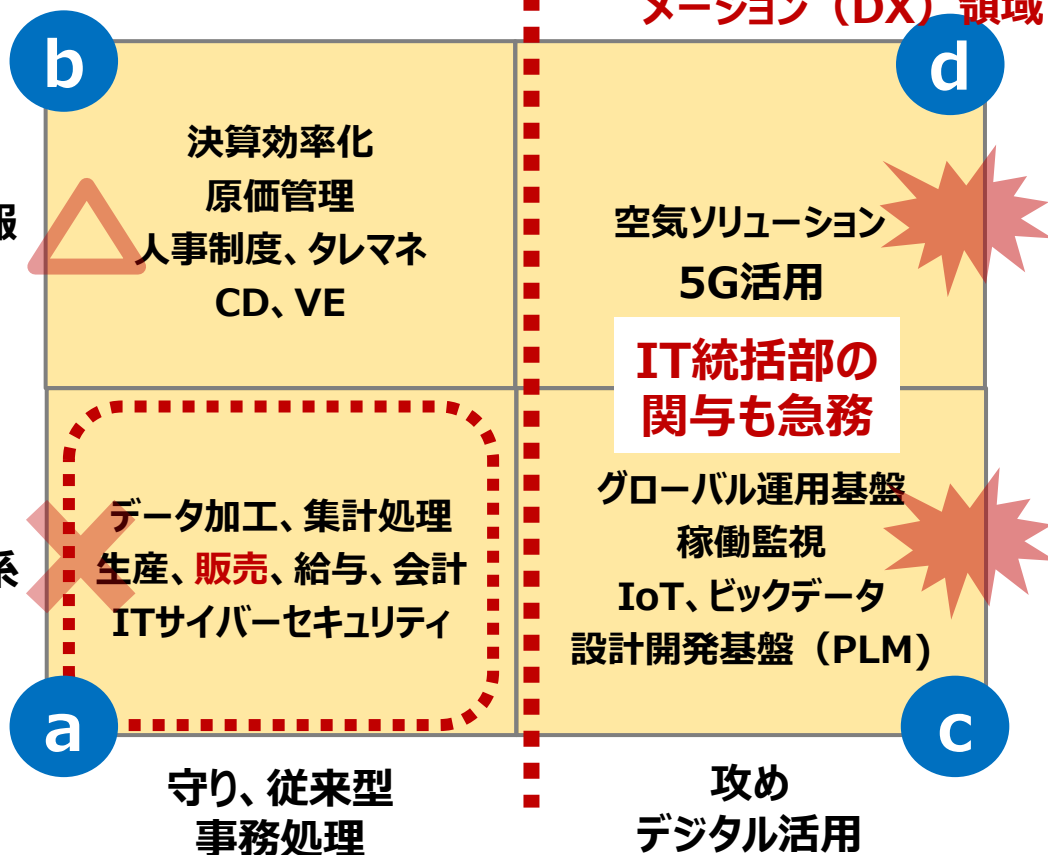 メーション（DX）領域
b
d
決算効率化
原価管理
人事制度、タレマネ
CD、VE
報
空気ソリューション
5G活用
IT統括部の
関与も急務
データ加工、集計処理
生産、販売、給与、会計
ITサイバーセキュリティ
系
グローバル運用基盤
稼働監視
IoT、ビックデータ
設計開発基盤（PLM)
a
c
守り、従来型
事務処理
攻め
デジタル活用